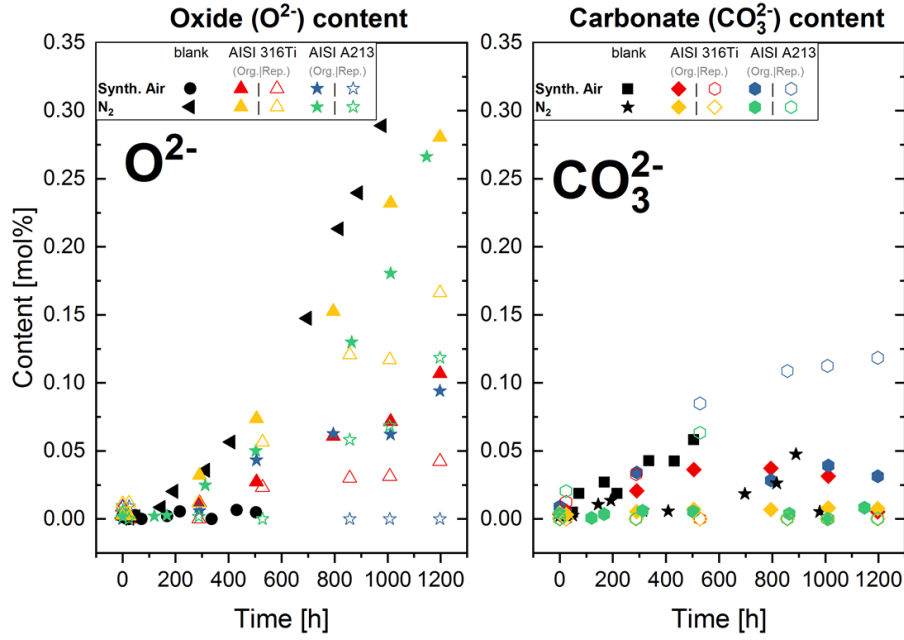 Oxide (O²⁻) content
Carbonate (CO₃²⁻) content
blank AISI 316Ti AISI A213
(Org.|Rep.) (Org.|Rep.)
Synth. Air
N₂
blank AISI 316Ti AISI A213
(Org.|Rep.) (Org.|Rep.)
Synth. Air
N₂
O²⁻
CO₃²⁻
Content [mol%]
0.35
0.30
0.25
0.20
0.15
0.10
0.05
0.00
0.35
0.30
0.25
0.20
0.15
0.10
0.05
0.00
0 200 400 600 800 1000 1200
0 200 400 600 800 1000 1200
Time [h]
Time [h]